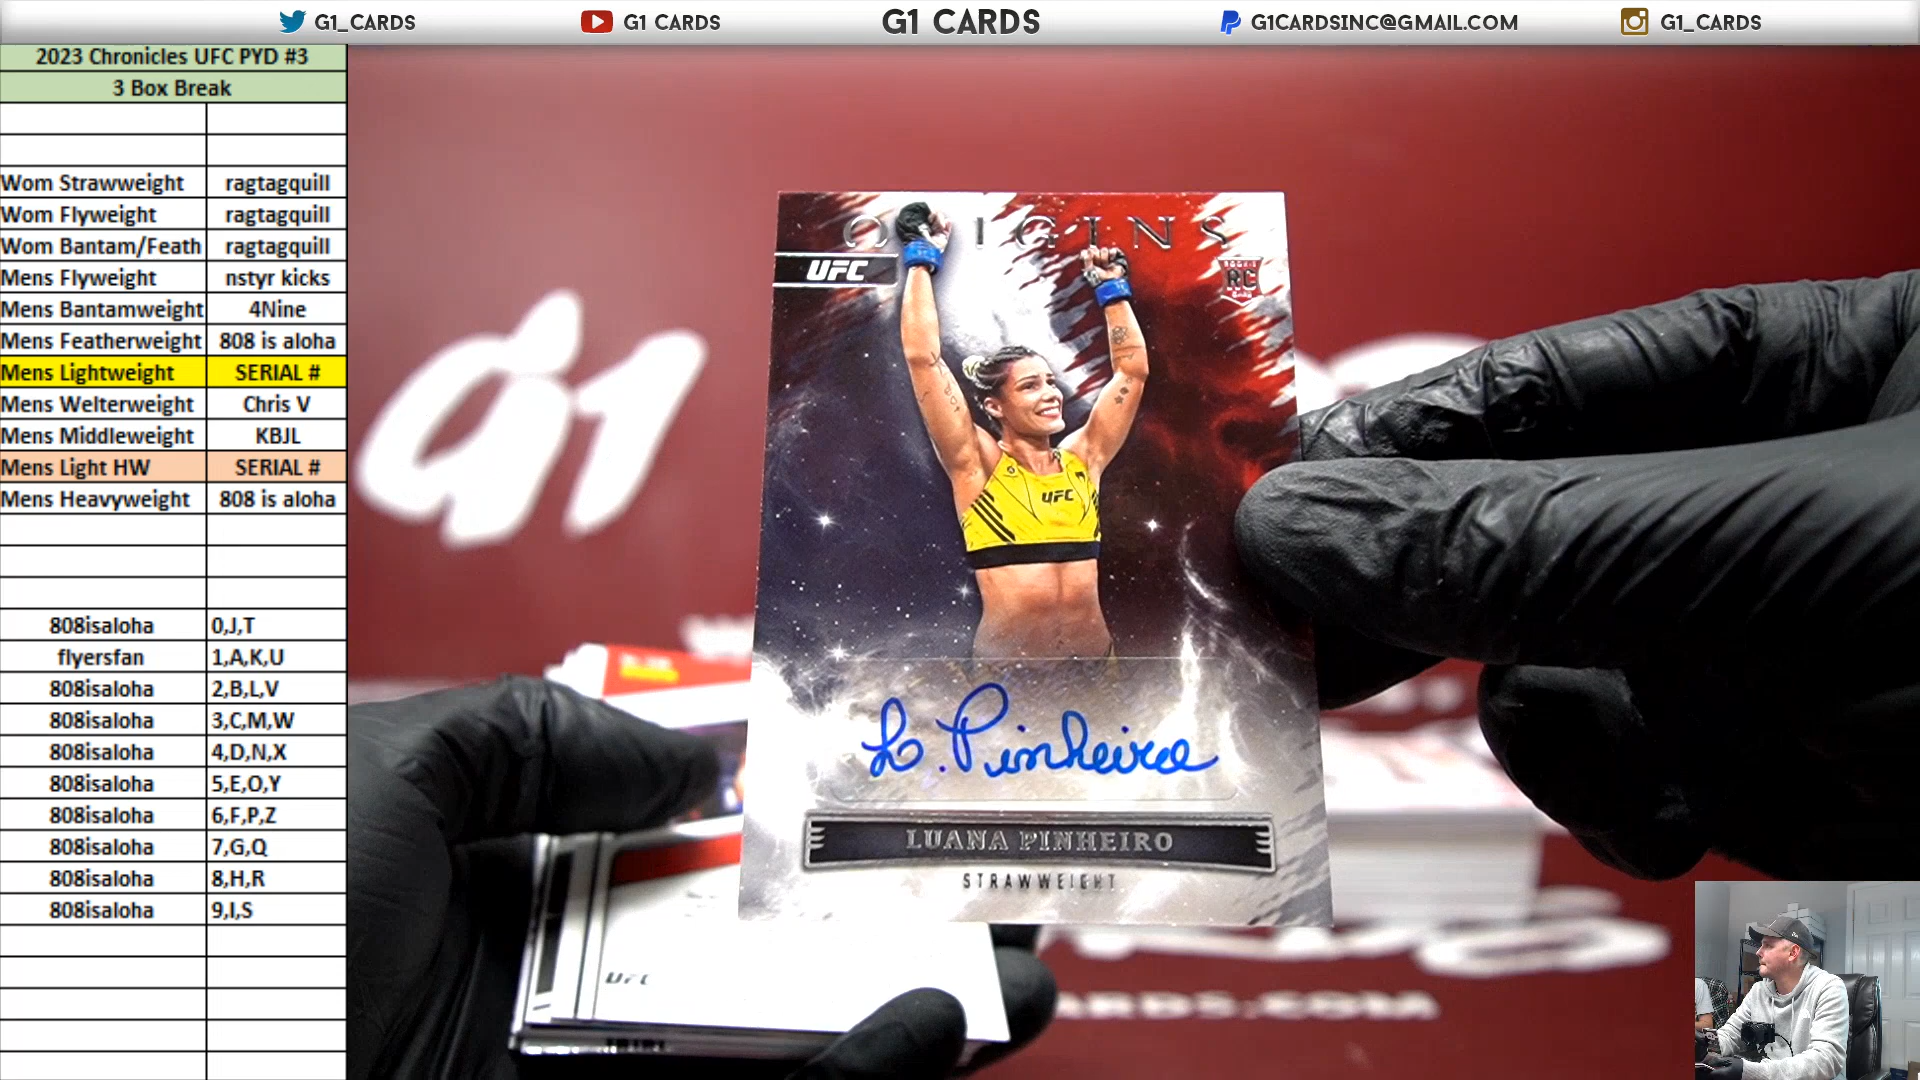 G1_CARDS
G1 CARDS
G1 CARDS
G1CARDSINC@GMAIL.COM
G1_CARDS
2023 Chronicles UFC PYD #3
3 Box Break
Wom Strawweight ragtagquill
Wom Flyweight ragtagquill
Wom Bantam/Feath ragtagquill
Mens Flyweight nstyr kicks
Mens Bantamweight 4Nine
Mens Featherweight 808 is aloha
Mens Lightweight SERIAL #
Mens Welterweight Chris V
Mens Middleweight KBJL
Mens Light HW SERIAL #
Mens Heavyweight 808 is aloha
808isaloha 0,J,T
flyersfan 1,A,K,U
808isaloha 2,B,L,V
808isaloha 3,C,M,W
808isaloha 4,D,N,X
808isaloha 5,E,O,Y
808isaloha 6,F,P,Z
808isaloha 7,G,Q
808isaloha 8,H,R
808isaloha 9,I,S
ORIGINS
UFC
RC
UFC
L. Pinheiro
LUANA PINHEIRO
STRAWWEIGHT
G1
UFC